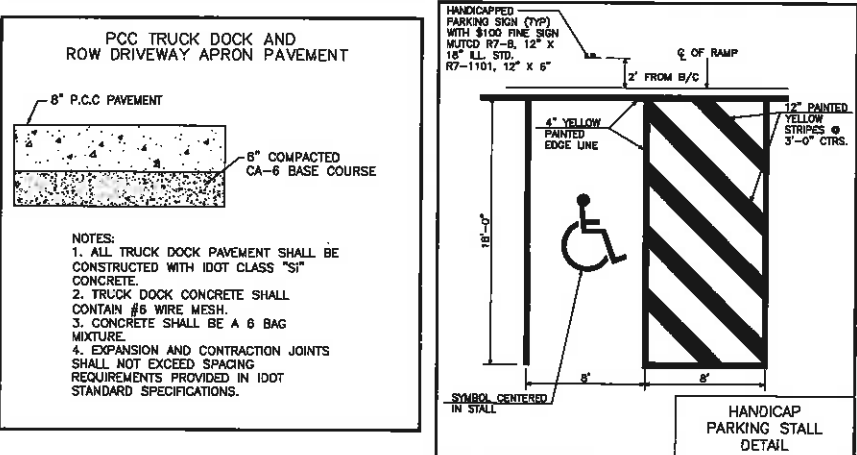 PCC TRUCK DOCK AND
ROW DRIVEWAY APRON PAVEMENT
8" P.C.C PAVEMENT
6" COMPACTED
CA-6 BASE COURSE
NOTES:
1. ALL TRUCK DOCK PAVEMENT SHALL BE
CONSTRUCTED WITH IDOT CLASS "SI"
CONCRETE.
2. TRUCK DOCK CONCRETE SHALL
CONTAIN #6 WIRE MESH.
3. CONCRETE SHALL BE A 6 BAG
MIXTURE.
4. EXPANSION AND CONTRACTION JOINTS
SHALL NOT EXCEED SPACING
REQUIREMENTS PROVIDED IN IDOT
STANDARD SPECIFICATIONS.
HANDICAPPED
PARKING SIGN (TYP)
WITH $100 FINE SIGN
MUTCD R7-8, 12" X
18" ILL. STD.
R7-1101, 12" X 6"
℄ OF RAMP
2' FROM B/C
4" YELLOW
PAINTED
EDGE LINE
12" PAINTED
YELLOW
STRIPES @
3'-0" CTRS.
18'-0"
8'
8'
SYMBOL CENTERED
IN STALL
HANDICAP
PARKING STALL
DETAIL